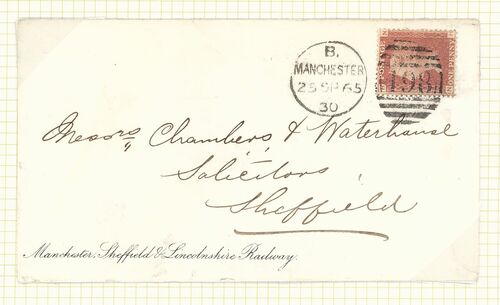 B.
MANCHESTER
25 SP 65
30
498
Messrs Chambers & Waterhouse
Solicitors
Sheffield
Manchester, Sheffield & Lincolnshire Railway.